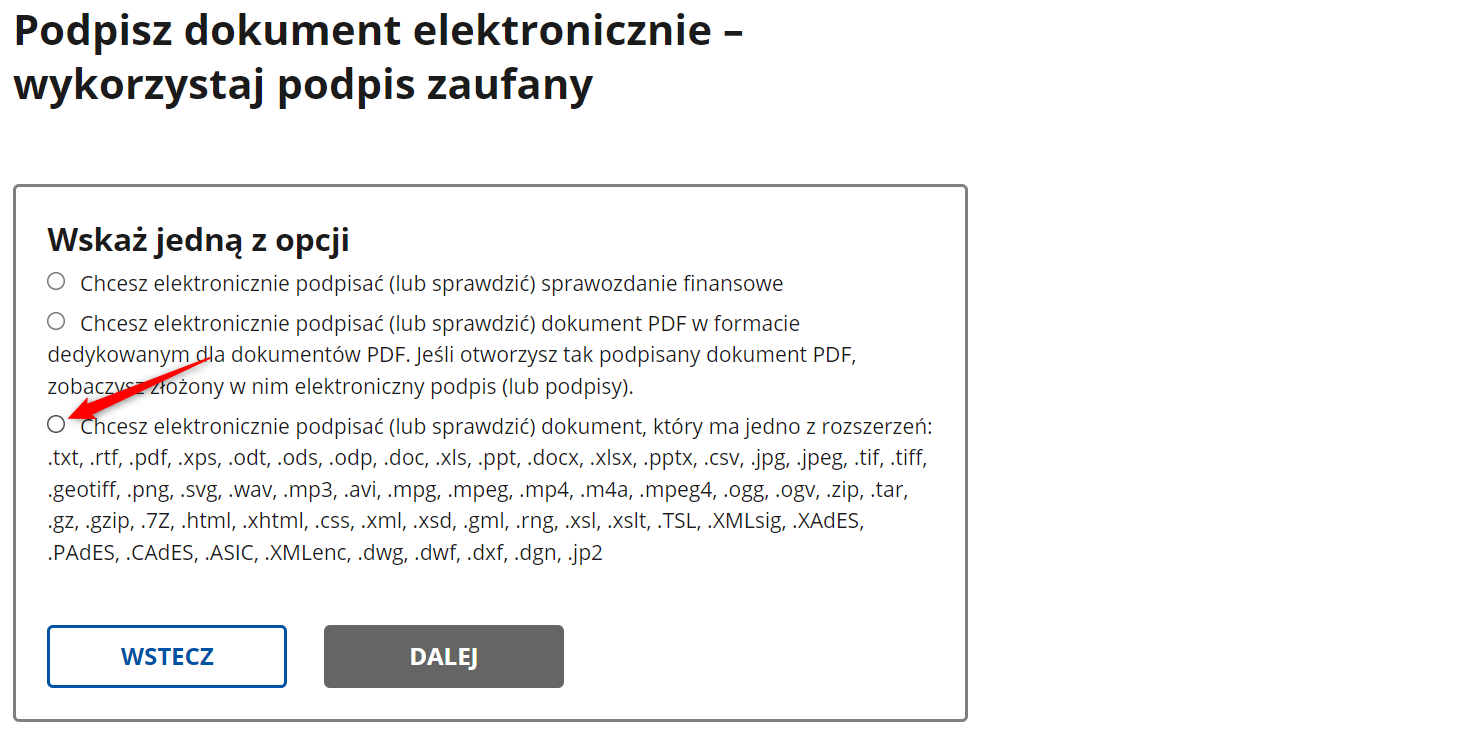 Podpisz dokument elektronicznie –
wykorzystaj podpis zaufany
Wskaż jedną z opcji
Chcesz elektronicznie podpisać (lub sprawdzić) sprawozdanie finansowe
Chcesz elektronicznie podpisać (lub sprawdzić) dokument PDF w formacie
dedykowanym dla dokumentów PDF. Jeśli otworzysz tak podpisany dokument PDF,
zobaczysz złożony w nim elektroniczny podpis (lub podpisy).
Chcesz elektronicznie podpisać (lub sprawdzić) dokument, który ma jedno z rozszerzeń:
.txt, .rtf, .pdf, .xps, .odt, .ods, .odp, .doc, .xls, .ppt, .docx, .xlsx, .pptx, .csv, .jpg, .jpeg, .tif, .tiff,
.geotiff, .png, .svg, .wav, .mp3, .avi, .mpg, .mpeg, .mp4, .m4a, .mpeg4, .ogg, .ogv, .zip, .tar,
.gz, .gzip, .7Z, .html, .xhtml, .css, .xml, .xsd, .gml, .rng, .xsl, .xslt, .TSL, .XMLsig, .XAdES,
.PAdES, .CAdES, .ASIC, .XMLenc, .dwg, .dwf, .dxf, .dgn, .jp2
WSTECZ
DALEJ